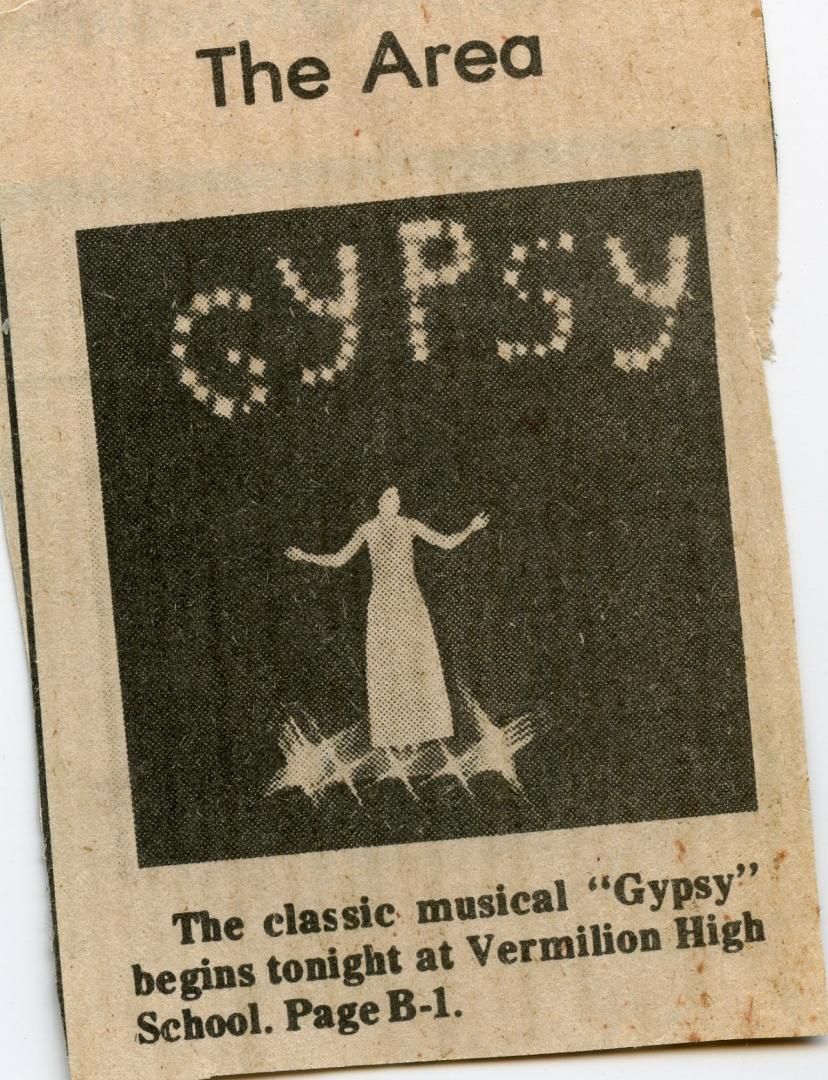 The Area
GYPSY
The classic musical “Gypsy”
begins tonight at Vermilion High
School. Page B-1.